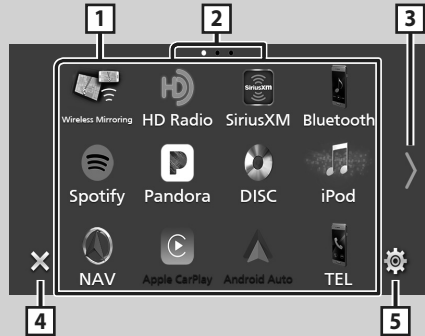 1 2 3
SiriusXM
Wireless Mirroring HD Radio SiriusXM Bluetooth
Spotify Pandora DISC iPod
NAV Apple CarPlay Android Auto TEL
4 5